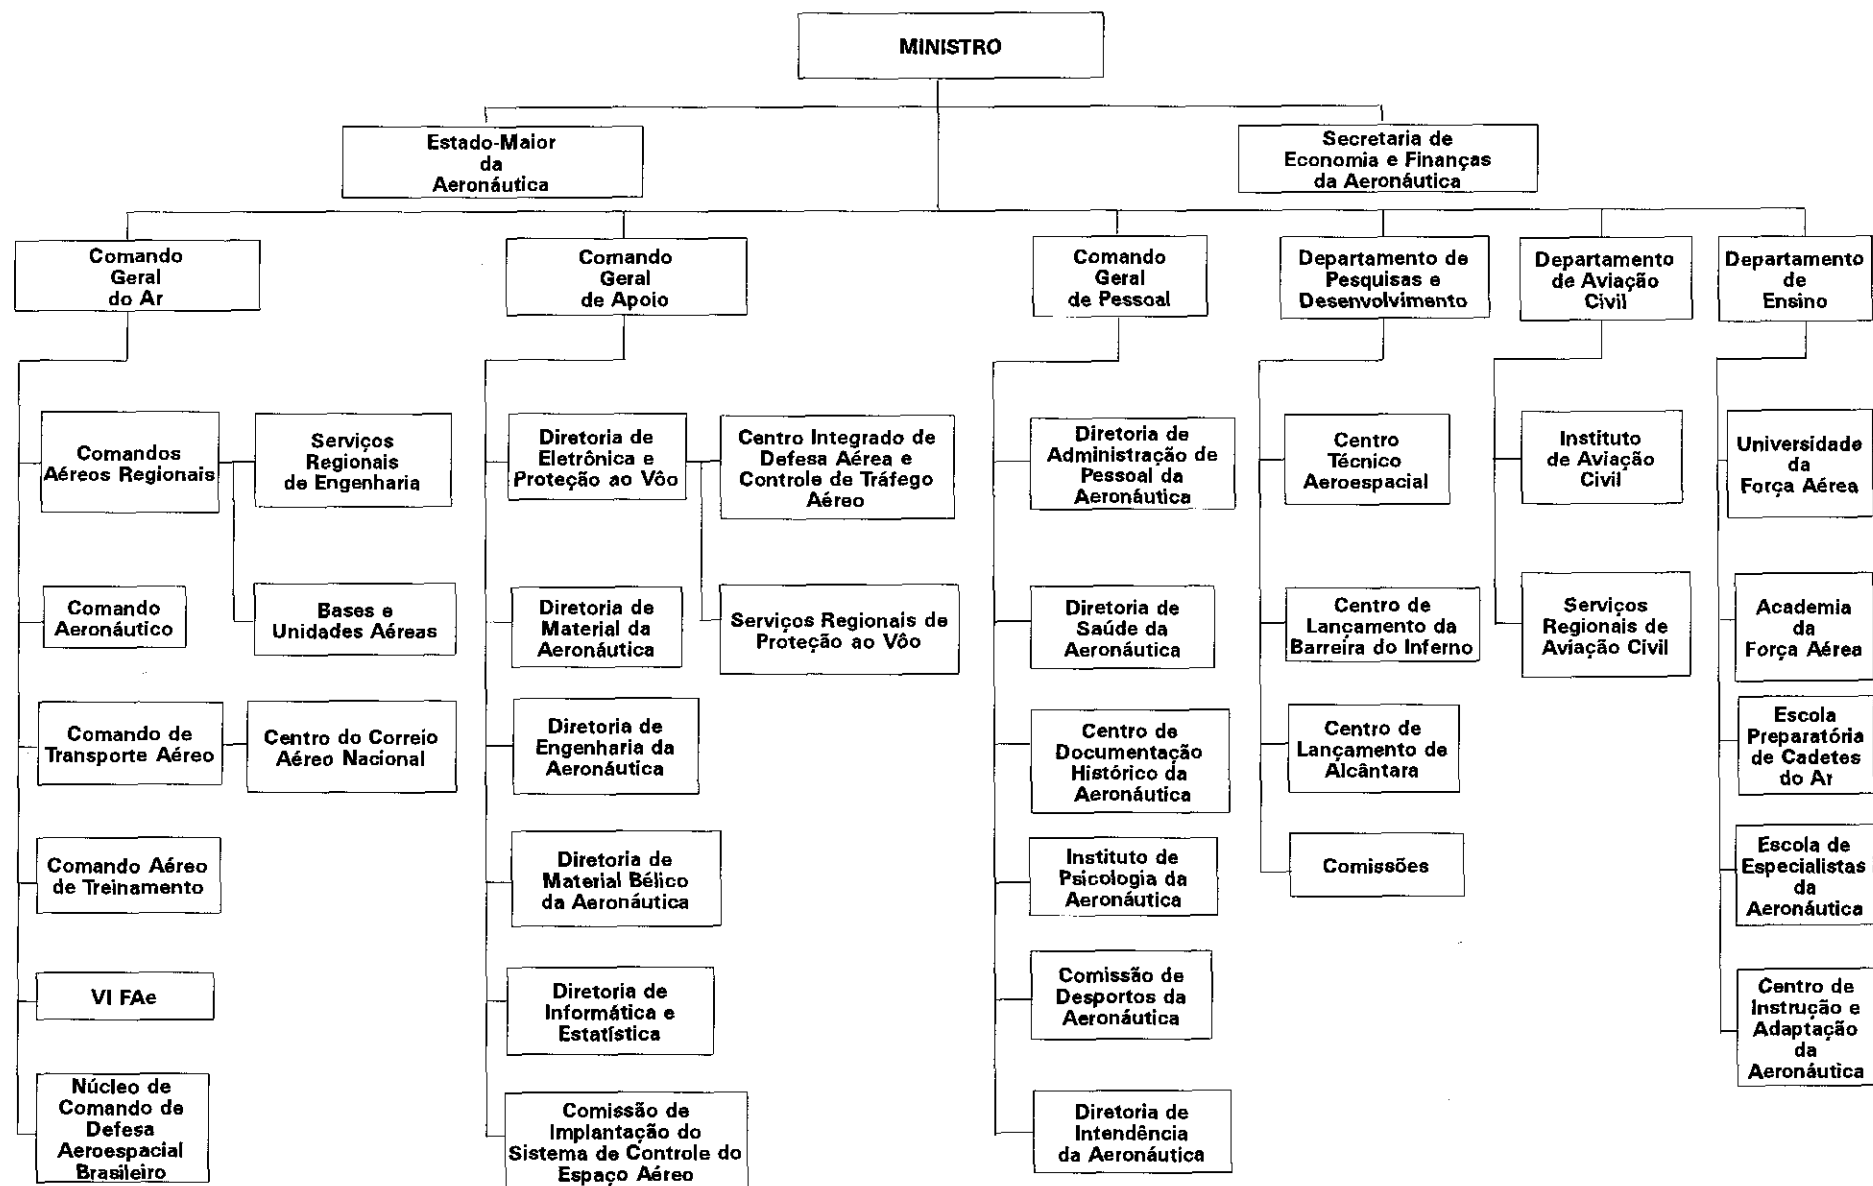 MINISTRO
Estado-Maior
da
Aeronáutica
Secretaria de
Economia e Finanças
da Aeronáutica
Comando
Geral
do Ar
Comando
Geral
de Apoio
Comando
Geral
de Pessoal
Departamento de
Pesquisas e
Desenvolvimento
Departamento
de Aviação
Civil
Departamento
de
Ensino
Comandos
Aéreos Regionais
Serviços
Regionais
de Engenharia
Bases e
Unidades Aéreas
Comando
Aeronáutico
Comando de
Transporte Aéreo
Centro do Correio
Aéreo Nacional
Comando Aéreo
de Treinamento
VI FAe
Núcleo de
Comando de
Defesa
Aeroespacial
Brasileiro
Diretoria de
Eletrônica e
Proteção ao Vôo
Centro Integrado de
Defesa Aérea e
Controle de Tráfego
Aéreo
Serviços Regionais de
Proteção ao Vôo
Diretoria de
Material da
Aeronáutica
Diretoria de
Engenharia da
Aeronáutica
Diretoria de
Material Bélico
da Aeronáutica
Diretoria de
Informática e
Estatística
Comissão de
Implantação do
Sistema de Controle do
Espaço Aéreo
Diretoria de
Administração de
Pessoal da
Aeronáutica
Diretoria de
Saúde da
Aeronáutica
Centro de
Documentação
Histórico da
Aeronáutica
Instituto de
Psicologia da
Aeronáutica
Comissão de
Desportos da
Aeronáutica
Diretoria de
Intendência
da Aeronáutica
Centro
Técnico
Aeroespacial
Centro de
Lançamento da
Barreira do Inferno
Centro de
Lançamento de
Alcântara
Comissões
Instituto
de Aviação
Civil
Serviços
Regionais de
Aviação Civil
Universidade
da
Força Aérea
Academia
da
Força Aérea
Escola
Preparatória
de Cadetes
do Ar
Escola de
Especialistas
da
Aeronáutica
Centro de
Instrução e
Adaptação
da
Aeronáutica